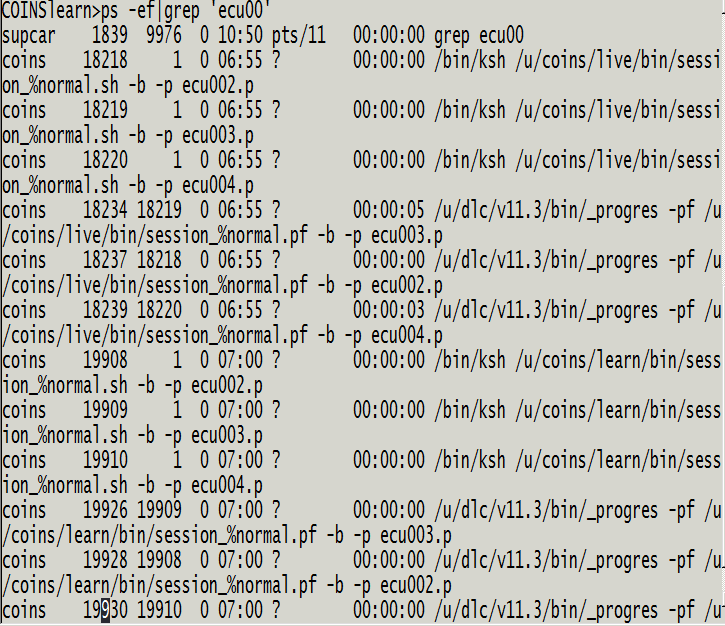 COINSlearn>ps -ef|grep 'ecu00'
supcar   1839  9976  0 10:50 pts/11   00:00:00 grep ecu00
coins    18218     1  0 06:55 ?        00:00:00 /bin/ksh /u/coins/live/bin/sessi
on_%normal.sh -b -p ecu002.p
coins    18219     1  0 06:55 ?        00:00:00 /bin/ksh /u/coins/live/bin/sessi
on_%normal.sh -b -p ecu003.p
coins    18220     1  0 06:55 ?        00:00:00 /bin/ksh /u/coins/live/bin/sessi
on_%normal.sh -b -p ecu004.p
coins    18234 18219  0 06:55 ?        00:00:05 /u/dlc/v11.3/bin/_progres -pf /u
/coins/live/bin/session_%normal.pf -b -p ecu003.p
coins    18237 18218  0 06:55 ?        00:00:00 /u/dlc/v11.3/bin/_progres -pf /u
/coins/live/bin/session_%normal.pf -b -p ecu002.p
coins    18239 18220  0 06:55 ?        00:00:03 /u/dlc/v11.3/bin/_progres -pf /u
/coins/live/bin/session_%normal.pf -b -p ecu004.p
coins    19908     1  0 07:00 ?        00:00:00 /bin/ksh /u/coins/learn/bin/sess
ion_%normal.sh -b -p ecu002.p
coins    19909     1  0 07:00 ?        00:00:00 /bin/ksh /u/coins/learn/bin/sess
ion_%normal.sh -b -p ecu003.p
coins    19910     1  0 07:00 ?        00:00:00 /bin/ksh /u/coins/learn/bin/sess
ion_%normal.sh -b -p ecu004.p
coins    19926 19909  0 07:00 ?        00:00:00 /u/dlc/v11.3/bin/_progres -pf /u
/coins/learn/bin/session_%normal.pf -b -p ecu003.p
coins    19928 19908  0 07:00 ?        00:00:00 /u/dlc/v11.3/bin/_progres -pf /u
/coins/learn/bin/session_%normal.pf -b -p ecu002.p
coins    19930 19910  0 07:00 ?        00:00:00 /u/dlc/v11.3/bin/_progres -pf /u